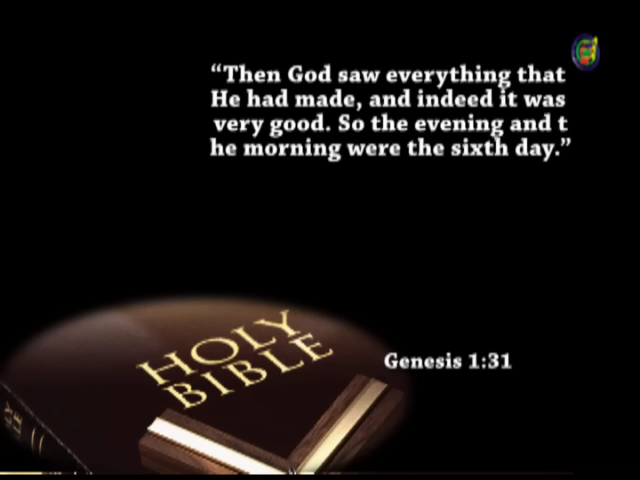 “Then God saw everything that
He had made, and indeed it was
very good. So the evening and t
he morning were the sixth day.”
HOLY
BIBLE
Genesis 1:31